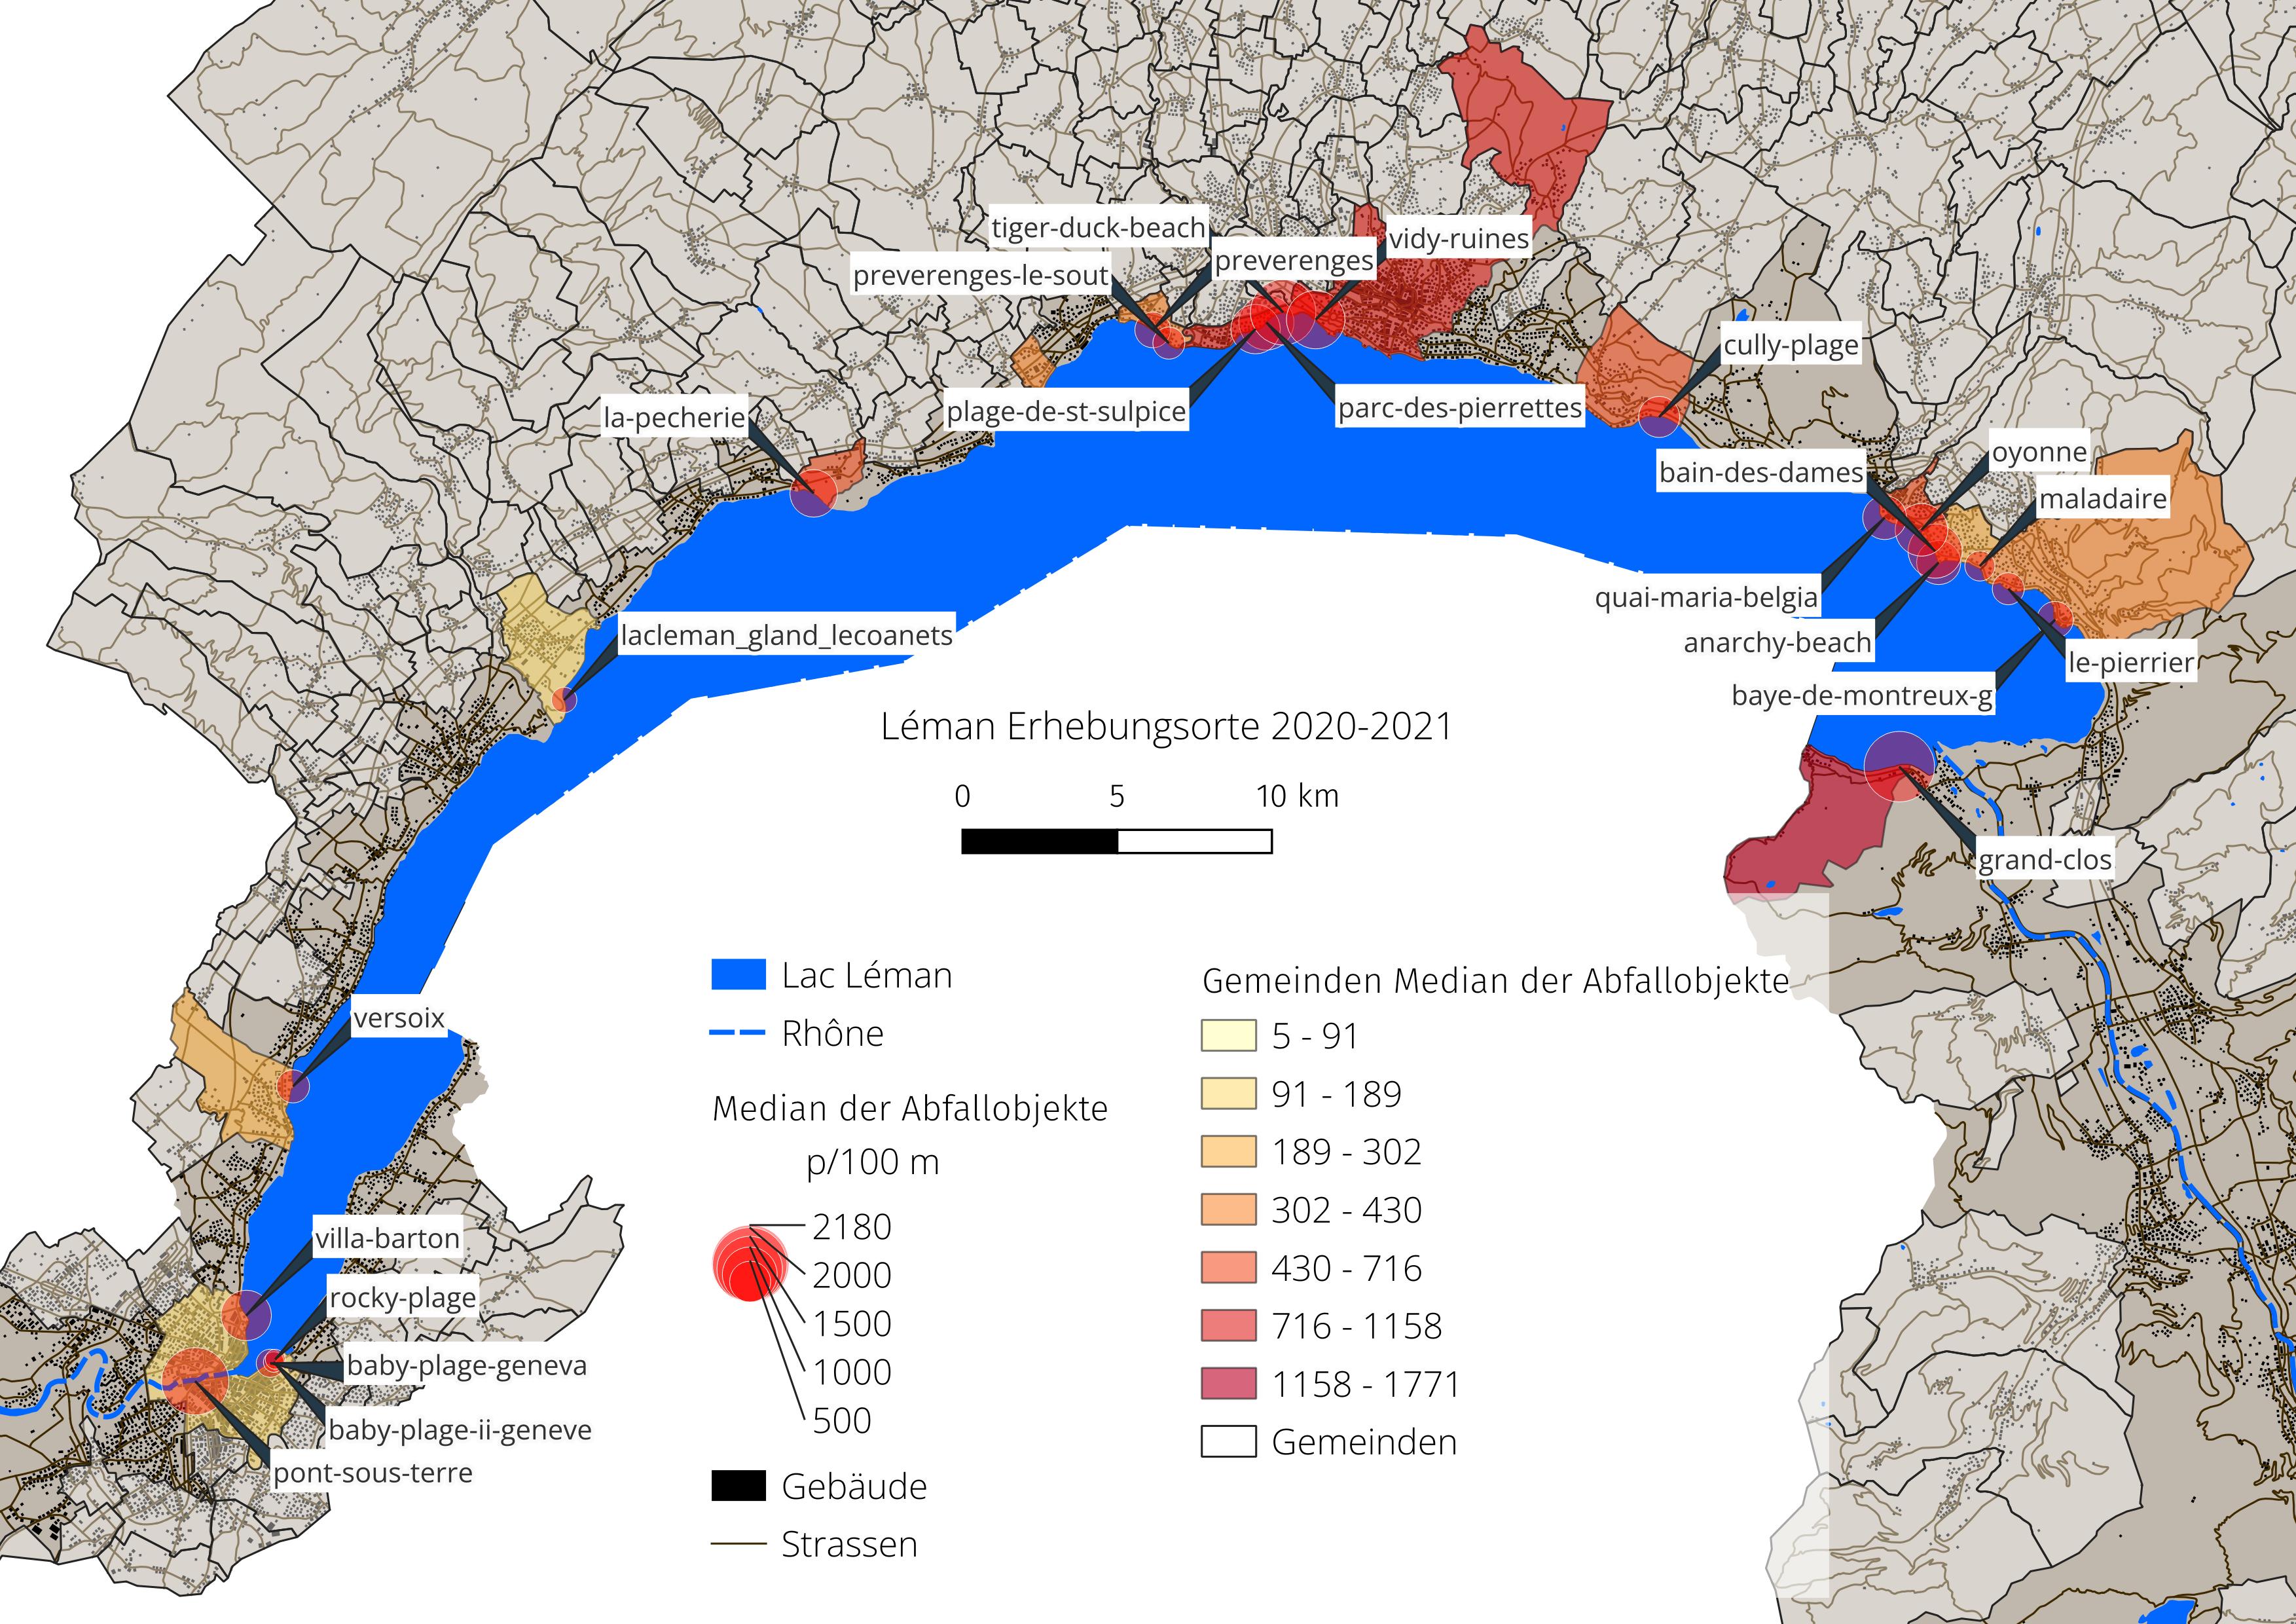 tiger-duck-beach
vidy-ruines
preverenges
preverenges-le-sout
cully-plage
plage-de-st-sulpice
parc-des-pierrettes
la-pecherie
oyonne
bain-des-dames
maladaire
quai-maria-belgia
lacleman_gland_lecoanets
anarchy-beach
le-pierrier
baye-de-montreux-g
Léman Erhebungsorte 2020-2021
0 5 10 km
grand-clos
versoix
villa-barton
rocky-plage
baby-plage-geneva
baby-plage-ii-geneve
pont-sous-terre
Lac Léman
Rhône
Median der Abfallobjekte
p/100 m
2180
2000
1500
1000
500
Gebäude
Strassen
Gemeinden Median der Abfallobjekte
5 - 91
91 - 189
189 - 302
302 - 430
430 - 716
716 - 1158
1158 - 1771
Gemeinden